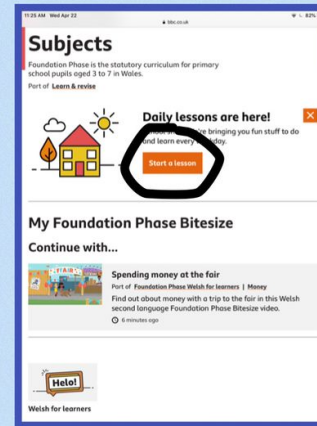 11:25 AM Wed Apr 22
bbc.co.uk
82%
Subjects
Foundation Phase is the statutory curriculum for primary
school pupils aged 3 to 7 in Wales.
Part of Learn & revise
Daily lessons are here!
're bringing you fun stuff to do
and learn every
Start a lesson
My Foundation Phase Bitesize
Continue with...
FAIR
Spending money at the fair
Part of Foundation Phase Welsh for learners | Money
Find out about money with a trip to the fair in this Welsh
second language Foundation Phase Bitesize video.
6 minutes ago
Helo!
Welsh for learners